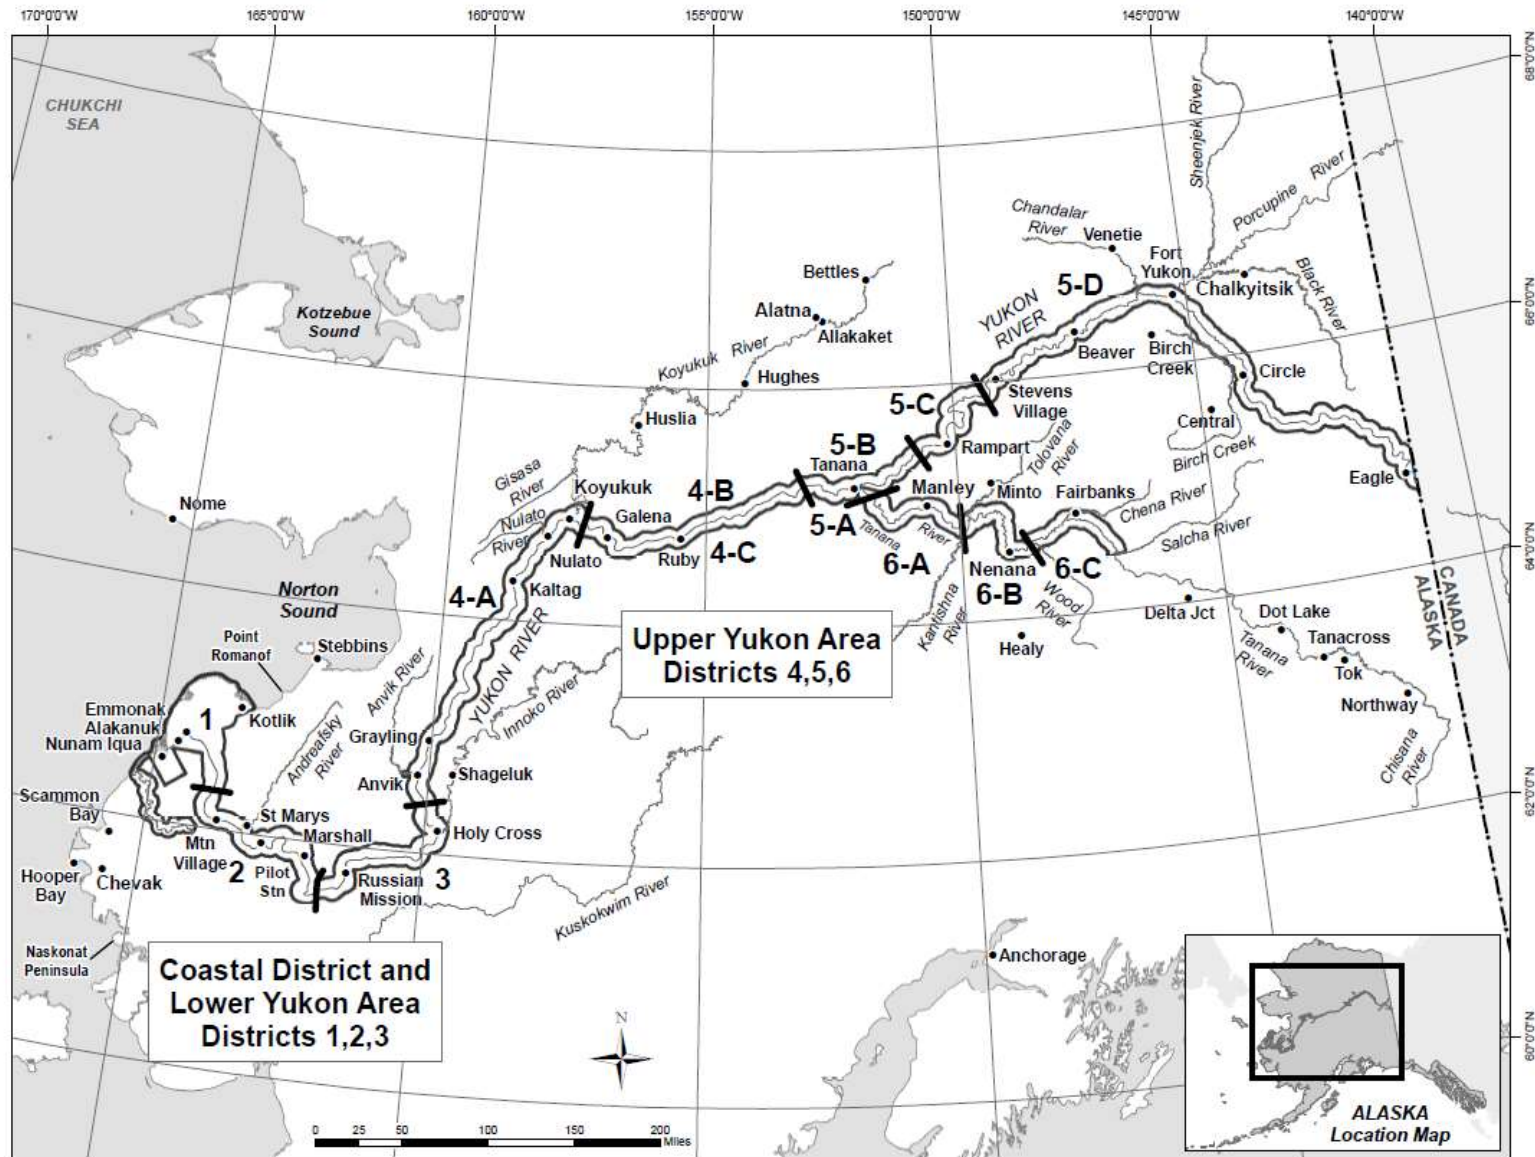 170°0'0"W
165°0'0"W
160°0'0"W
155°0'0"W
150°0'0"W
145°0'0"W
140°0'0"W
68°0'0"N
66°0'0"N
64°0'0"N
62°0'0"N
60°0'0"N
CHUKCHI
SEA
Kotzebue
Sound
Nome
Norton
Sound
Point
Romanof
Stebbins
Emmonak
Alakanuk
Nunam Iqua
1
Kotlik
Scammon
Bay
Hooper
Bay
Chevak
Naskonat
Peninsula
Mtn
Village
2
St Marys
Marshall
Pilot
Stn
Russian
Mission
3
Holy Cross
Andreafsky
River
Anvik River
Anvik
Grayling
Shageluk
YUKON RIVER
Innoko River
Kuskokwim River
4-A
Kaltag
Nulato
Nulato
River
Gisasa
River
Koyukuk
Galena
Huslia
Koyukuk River
Hughes
Alatna
Allakaket
Bettles
4-B
4-C
Ruby
Tanana
5-A
5-B
5-C
5-D
YUKON
RIVER
Rampart
Stevens
Village
Beaver
Birch
Creek
Fort
Yukon
Venetie
Chandalar
River
Sheenjek River
Porcupine River
Chalkyitsik
Black River
Circle
Central
Birch Creek
Eagle
Manley
Minto
Tolovana
River
Fairbanks
Chena River
Salcha River
Tanana
River
6-A
6-B
6-C
Nenana
Kantishna
River
Wood
River
Healy
Delta Jct
Dot Lake
Tanacross
Tok
Tanana
River
Northway
Chisana
River
CANADA
ALASKA
Upper Yukon Area
Districts 4,5,6
Coastal District and
Lower Yukon Area
Districts 1,2,3
Anchorage
N
0 25 50 100 150 200
Miles
ALASKA
Location Map